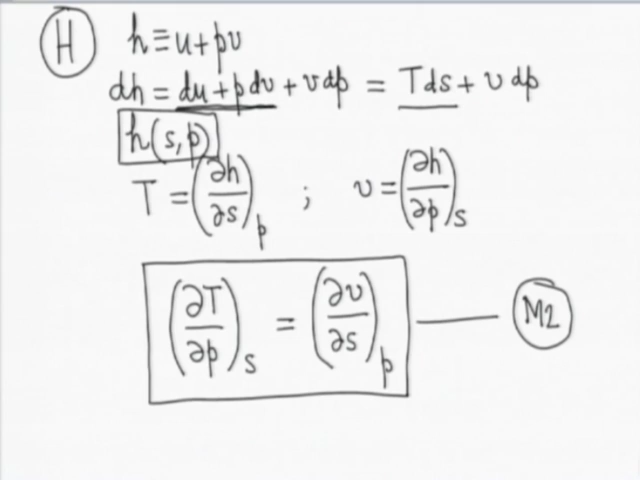 H h ≡ u + pv
dh = du + p dv + v dp = T ds + v dp
h(s, p)
T = (∂h/∂s)_p ; v = (∂h/∂p)_s
(∂T/∂p)_s = (∂v/∂s)_p — M2